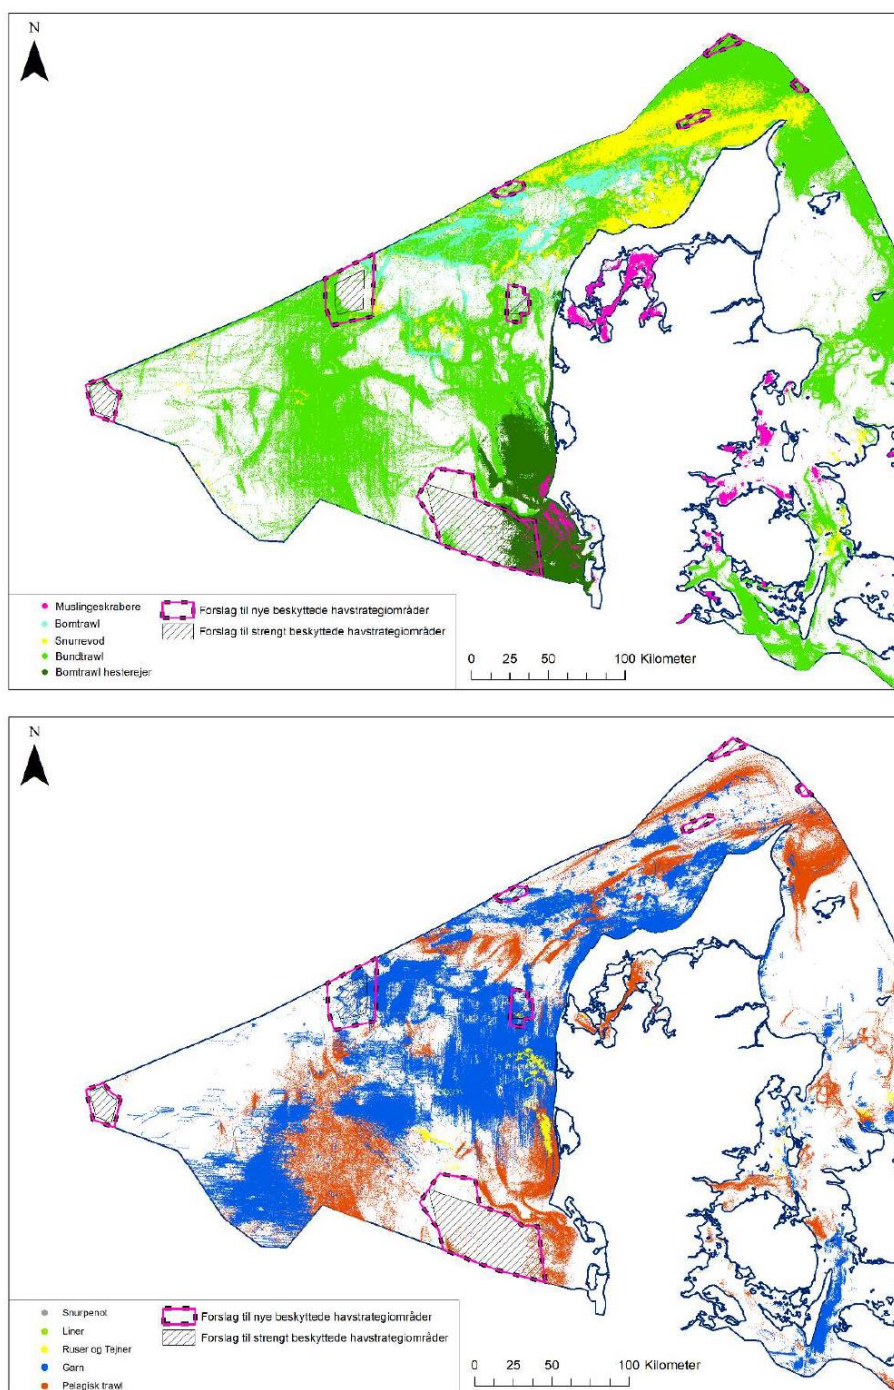 N
Muslingeskrabere
Bomtrawl
Snurrevod
Bundtrawl
Bomtrawl hesterejer
Forslag til nye beskyttede havstrategiområder
Forslag til strengt beskyttede havstrategiområder
0 25 50 100 Kilometer
N
Snurpenot
Liner
Ruser og Tejner
Garn
Pelagisk trawl
Forslag til nye beskyttede havstrategiområder
Forslag til strengt beskyttede havstrategiområder
0 25 50 100 Kilometer